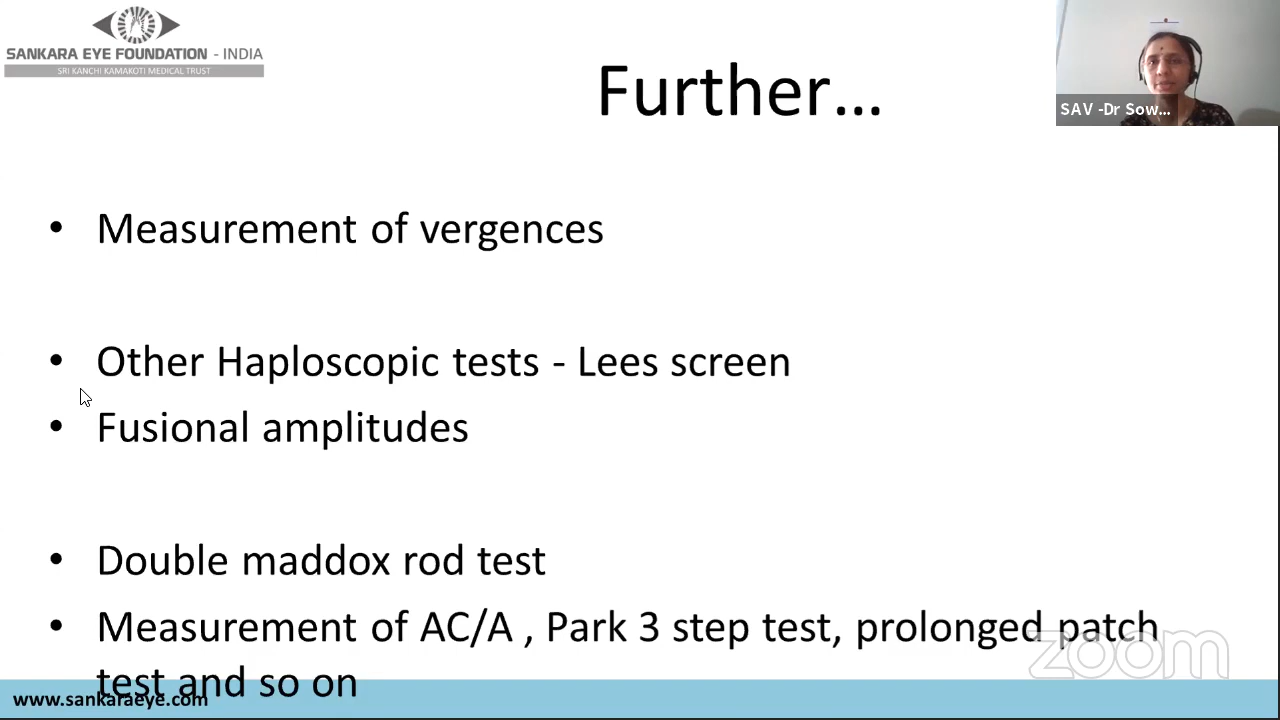 SANKARA EYE FOUNDATION - INDIA
SRI KANCHI KAMAKOTI MEDICAL TRUST
Further...
SAV -Dr Sow...
• Measurement of vergences
• Other Haploscopic tests - Lees screen
• Fusional amplitudes
• Double maddox rod test
• Measurement of AC/A , Park 3 step test, prolonged patch
test and so on
zoom
www.sankaraeye.com